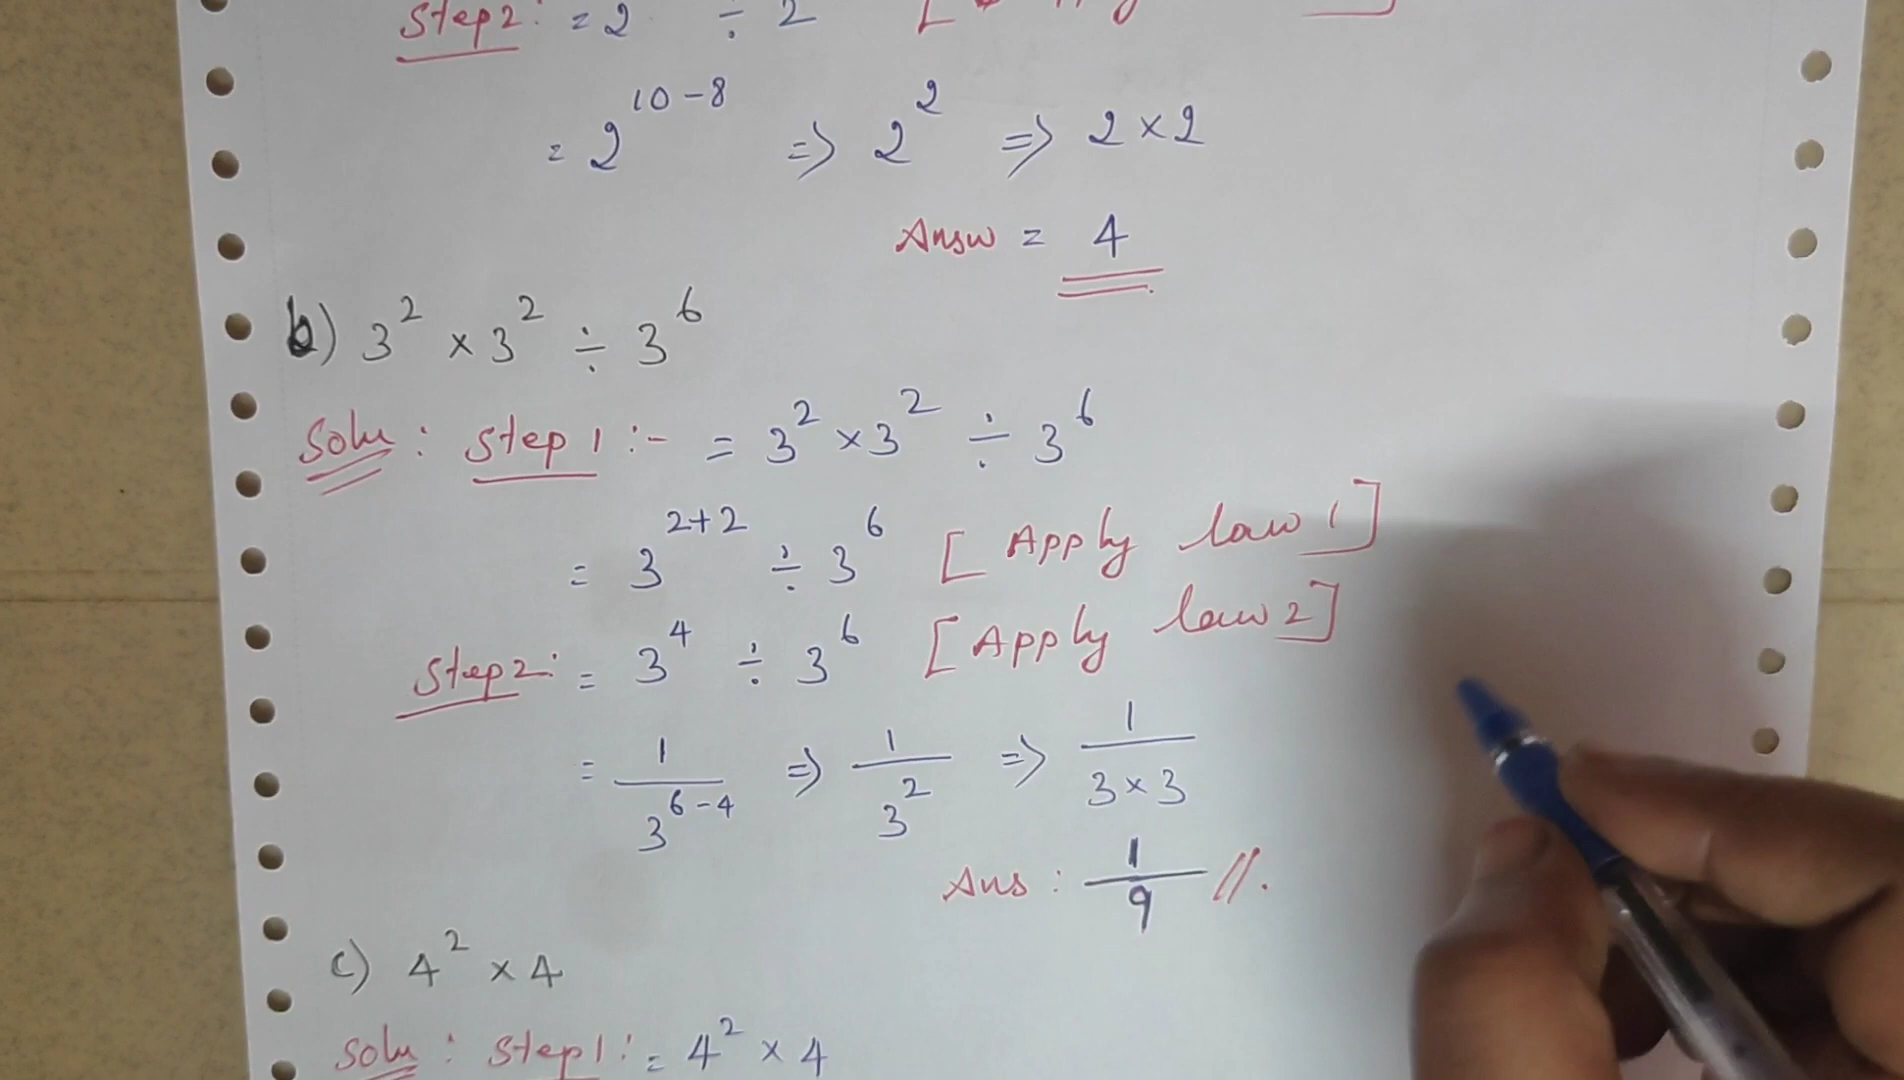 Step2: = 2 ÷ 2 [
= 2^10-8 => 2^2 => 2 × 2
Answ = 4
b) 3^2 × 3^2 ÷ 3^6
Soln : Step 1 :- = 3^2 × 3^2 ÷ 3^6
= 3^2+2 ÷ 3^6 [ Apply law 1 ]
Step2: = 3^4 ÷ 3^6 [ Apply law 2 ]
= 1/3^6-4 => 1/3^2 => 1/3 × 3
Ans : 1/9 //.
c) 4^2 × 4
Soln : Step1: = 4^2 × 4